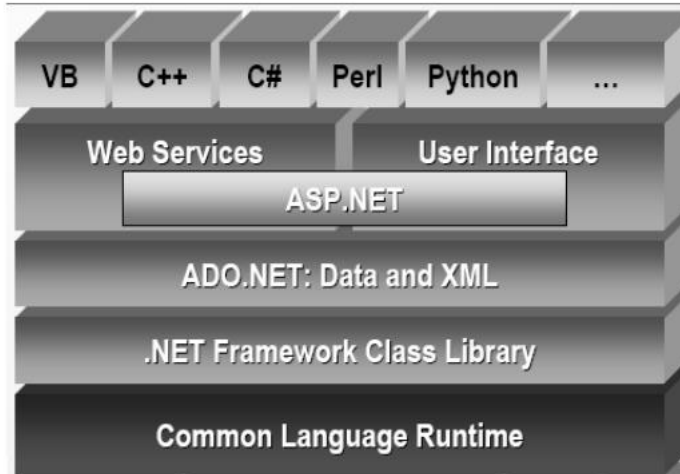 VB C++ C# Perl Python ...
Web Services User Interface
ASP.NET
ADO.NET: Data and XML
.NET Framework Class Library
Common Language Runtime